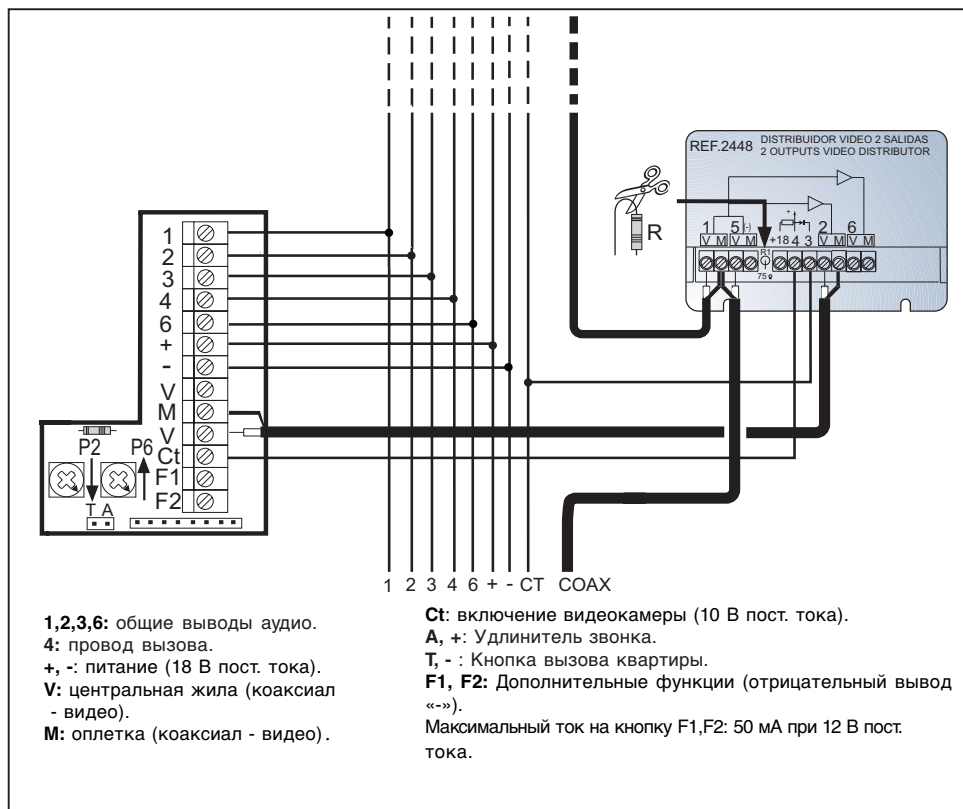 REF.2448
DISTRIBUIDOR VIDEO 2 SALIDAS
2 OUTPUTS VIDEO DISTRIBUTOR
R
1 5 (-) + 2 6
V M V M +18 4 3 V M V M
R1
75 Ω
1
2
3
4
6
+
-
V
M
V
Ct
F1
F2
P2 P6
T A
1 2 3 4 6 + - CT COAX
1,2,3,6: общие выводы аудио.
4: провод вызова.
+, -: питание (18 В пост. тока).
V: центральная жила (коаксиал
- видео).
M: оплетка (коаксиал - видео).
Ct: включение видеокамеры (10 В пост. тока).
А, +: Удлинитель звонка.
Т, - : Кнопка вызова квартиры.
F1, F2: Дополнительные функции (отрицательный вывод
«-»).
Максимальный ток на кнопку F1,F2: 50 мА при 12 В пост.
тока.